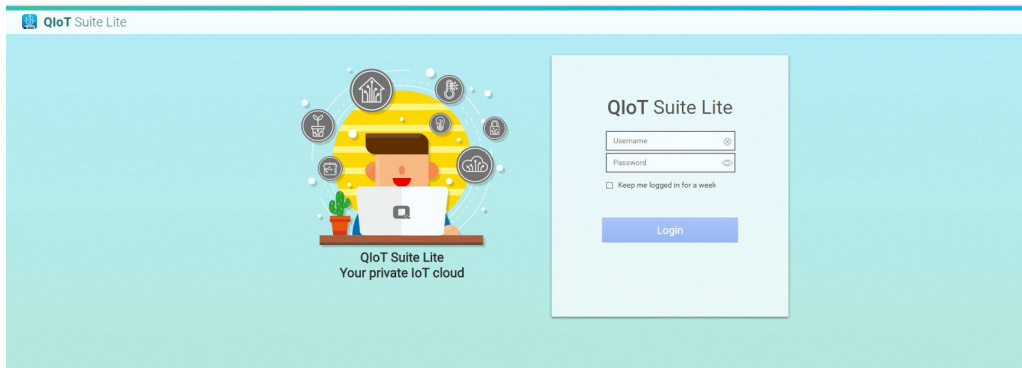 QIoT Suite Lite
QIoT Suite Lite
Your private IoT cloud
QIoT Suite Lite
Username
Password
Keep me logged in for a week
Login